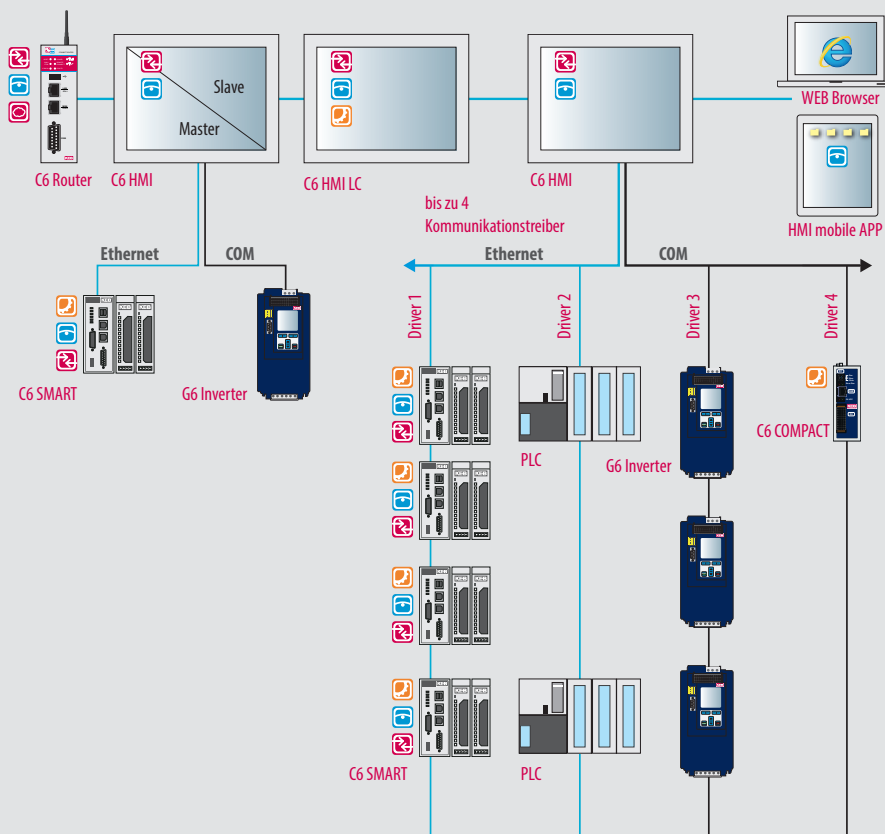 Slave
Master
WEB Browser
C6 Router
C6 HMI
C6 HMI LC
C6 HMI
bis zu 4
Kommunikationstreiber
HMI mobile APP
Ethernet
COM
Ethernet
COM
Driver 1
Driver 2
Driver 3
Driver 4
C6 SMART
G6 Inverter
PLC
G6 Inverter
C6 COMPACT
C6 SMART
PLC